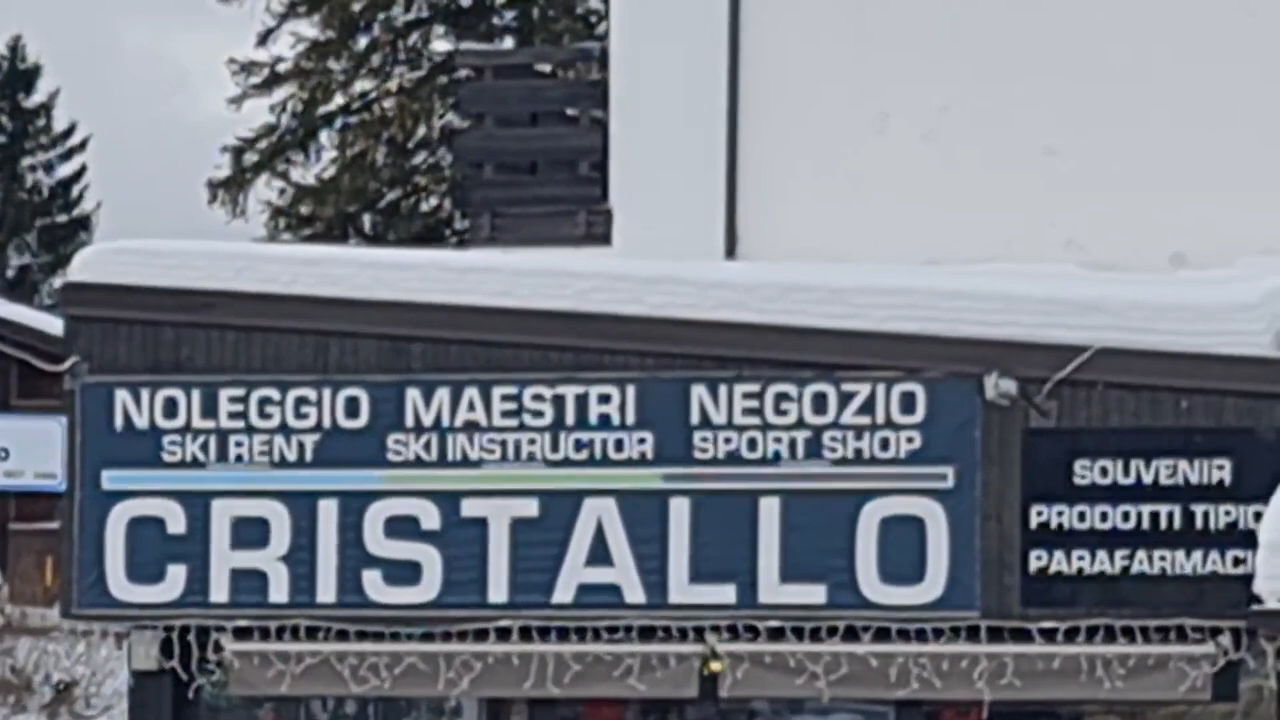 NOLEGGIO MAESTRI NEGOZIO
SKI RENT SKI INSTRUCTOR SPORT SHOP
CRISTALLO
SOUVENIR
PRODOTTI TIPIC
PARAFARMACI